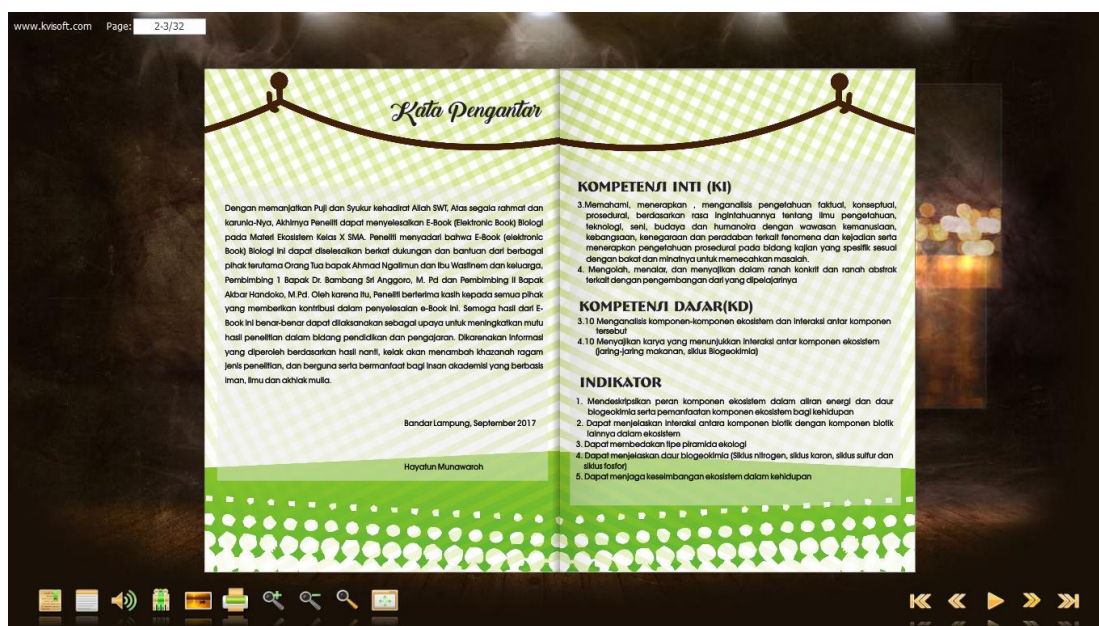 www.kvisoft.com Page: 2-3/32
Kata Pengantar
Dengan memanjatkan Puji dan Syukur kehadirat Allah SWT, Atas segala rahmat dan
karunia-Nya, Akhirnya Peneliti dapat menyelesaikan E-Book (Elektronic Book) Biologi
pada Materi Ekosistem Kelas X SMA. Peneliti menyadari bahwa E-Book (elektronic
Book) Biologi ini dapat diselesaikan berkat dukungan dan bantuan dari berbagai
pihak terutama Orang Tua bapak Ahmad Ngalimun dan Ibu Wastinem dan keluarga,
Pembimbing 1 Bapak Dr. Bambang Sri Anggoro, M. Pd dan Pembimbing II Bapak
Akbar Handoko, M.Pd. Oleh karena itu, Peneliti berterima kasih kepada semua pihak
yang memberikan kontribusi dalam penyelesaian e-Book ini. Semoga hasil dari E-
Book ini benar-benar dapat dilaksanakan sebagai upaya untuk meningkatkan mutu
hasil penelitian dalam bidang pendidikan dan pengajaran. Dikarenakan informasi
yang diperoleh berdasarkan hasil nanti, kelak akan menambah khazanah ragam
jenis penelitian, dan berguna serta bermanfaat bagi insan akademisi yang berbasis
iman, ilmu dan akhlak mulia.
Bandar Lampung, September 2017
Hayatun Munawaroh
KOMPETENSI INTI (KI)
3.Memahami, menerapkan , menganalisis pengetahuan faktual, konseptual,
prosedural, berdasarkan rasa ingintahuannya tentang ilmu pengetahuan,
teknologi, seni, budaya dan humanoira dengan wawasan kemanusiaan,
kebangsaan, kenegaraan dan peradaban terkait fenomena dan kejadian serta
menerapkan pengetahuan prosedural pada bidang kajian yang spesifik sesuai
dengan bakat dan minatnya untuk memecahkan masalah.
4. Mengolah, menalar, dan menyajikan dalam ranah konkrit dan ranah abstrak
terkait dengan pengembangan dari yang dipelajarinya
KOMPETENSI DASAR(KD)
3.10 Menganalisis komponen-komponen ekosistem dan interaksi antar komponen
tersebut
4.10 Menyajikan karya yang menunjukkan interaksi antar komponen ekosistem
(jaring-jaring makanan, siklus Biogeokimia)
INDIKATOR
1. Mendeskripsikan peran komponen ekosistem dalam aliran energi dan daur
biogeokimia serta pemanfaatan komponen ekosistem bagi kehidupan
2. Dapat menjelaskan interaksi antara komponen biotik dengan komponen biotik
lainnya dalam ekosistem
3. Dapat membedakan tipe piramida ekologi
4. Dapat menjelaskan daur biogeokimia (Siklus nitrogen, siklus karon, siklus sulfur dan
siklus fosfor)
5. Dapat menjaga keseimbangan ekosistem dalam kehidupan